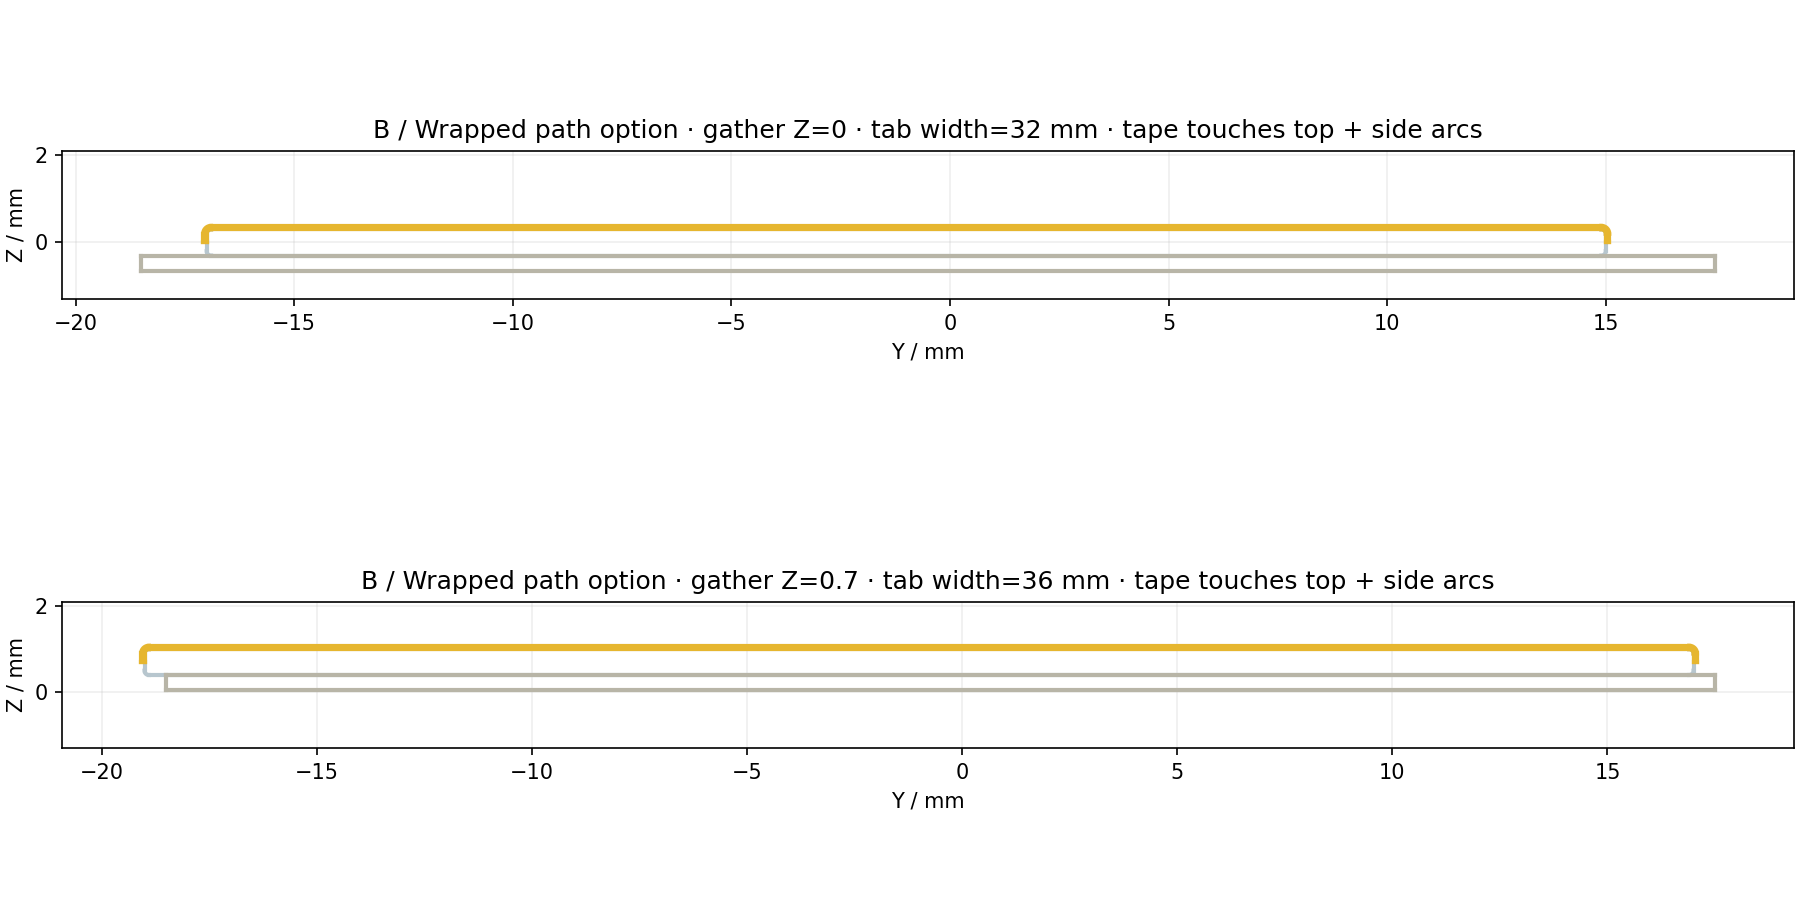 B / Wrapped path option · gather Z=0 · tab width=32 mm · tape touches top + side arcs
2
0
Z / mm
−20 −15 −10 −5 0 5 10 15
Y / mm
B / Wrapped path option · gather Z=0.7 · tab width=36 mm · tape touches top + side arcs
2
0
Z / mm
−20 −15 −10 −5 0 5 10 15
Y / mm